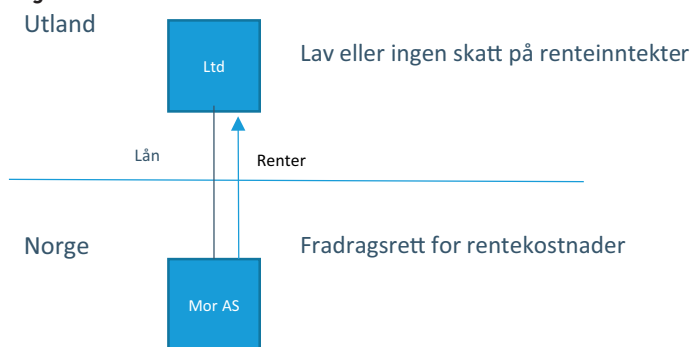 Utland
Ltd
Lav eller ingen skatt på renteinntekter
Lån
Renter
Norge
Fradragsrett for rentekostnader
Mor AS